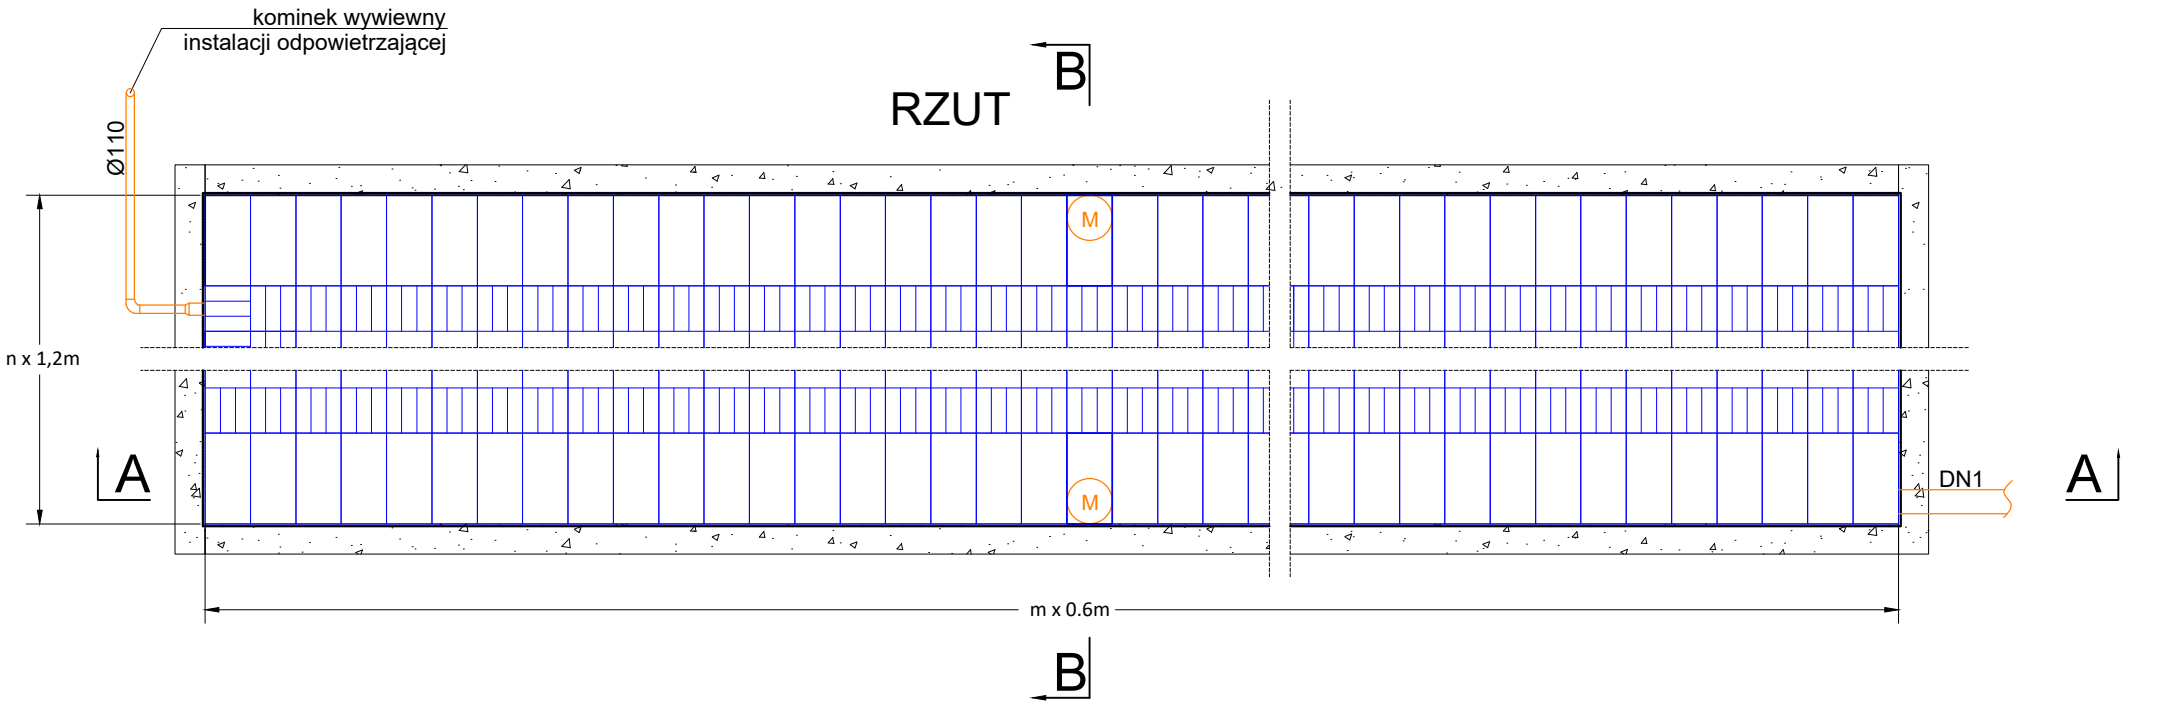 kominek wywiewny
instalacji odpowietrzającej
B
RZUT
Ø110
M
n x 1,2m
A
M
DN1
A
m x 0.6m
B